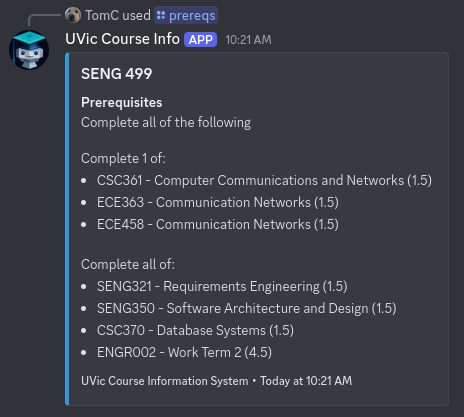 TomC used prereqs
UVic Course Info APP 10:21 AM
SENG 499
Prerequisites
Complete all of the following
Complete 1 of:
• CSC361 - Computer Communications and Networks (1.5)
• ECE363 - Communication Networks (1.5)
• ECE458 - Communication Networks (1.5)
Complete all of:
• SENG321 - Requirements Engineering (1.5)
• SENG350 - Software Architecture and Design (1.5)
• CSC370 - Database Systems (1.5)
• ENGR002 - Work Term 2 (4.5)
UVic Course Information System • Today at 10:21 AM